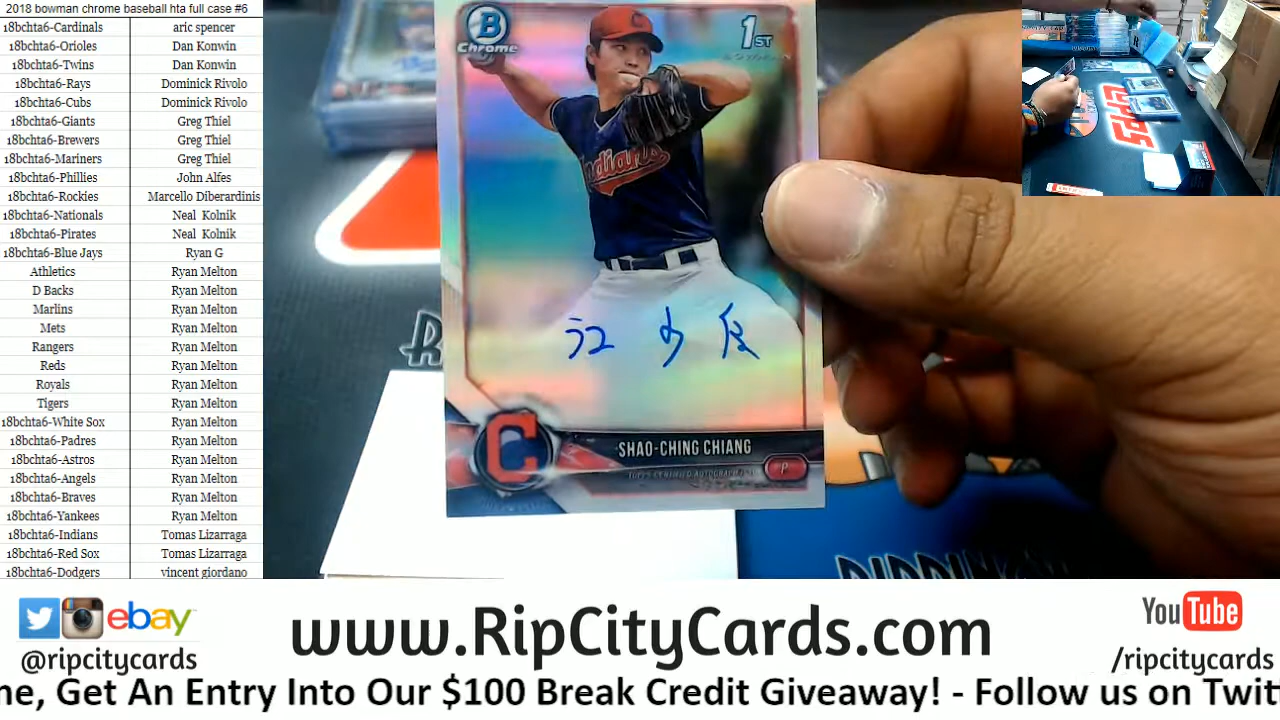 2018 bowman chrome baseball hta full case #6
18bchta6-Cardinals aric spencer
18bchta6-Orioles Dan Konwin
18bchta6-Twins Dan Konwin
18bchta6-Rays Dominick Rivolo
18bchta6-Cubs Dominick Rivolo
18bchta6-Giants Greg Thiel
18bchta6-Brewers Greg Thiel
18bchta6-Mariners Greg Thiel
18bchta6-Phillies John Alfes
18bchta6-Rockies Marcello Diberardinis
18bchta6-Nationals Neal Kolnik
18bchta6-Pirates Neal Kolnik
18bchta6-Blue Jays Ryan G
Athletics Ryan Melton
D Backs Ryan Melton
Marlins Ryan Melton
Mets Ryan Melton
Rangers Ryan Melton
Reds Ryan Melton
Royals Ryan Melton
Tigers Ryan Melton
18bchta6-White Sox Ryan Melton
18bchta6-Padres Ryan Melton
18bchta6-Astros Ryan Melton
18bchta6-Angels Ryan Melton
18bchta6-Braves Ryan Melton
18bchta6-Yankees Ryan Melton
18bchta6-Indians Tomas Lizarraga
18bchta6-Red Sox Tomas Lizarraga
18bchta6-Dodgers vincent giordano
B
Chrome
1ST
Indians
江 少
C
SHAO-CHING CHIANG
TOPPS CERTIFIED AUTOGRAPH
P
ebay
@ripcitycards
www.RipCityCards.com
YouTube
/ripcitycards
me, Get An Entry Into Our $100 Break Credit Giveaway! - Follow us on Twitt